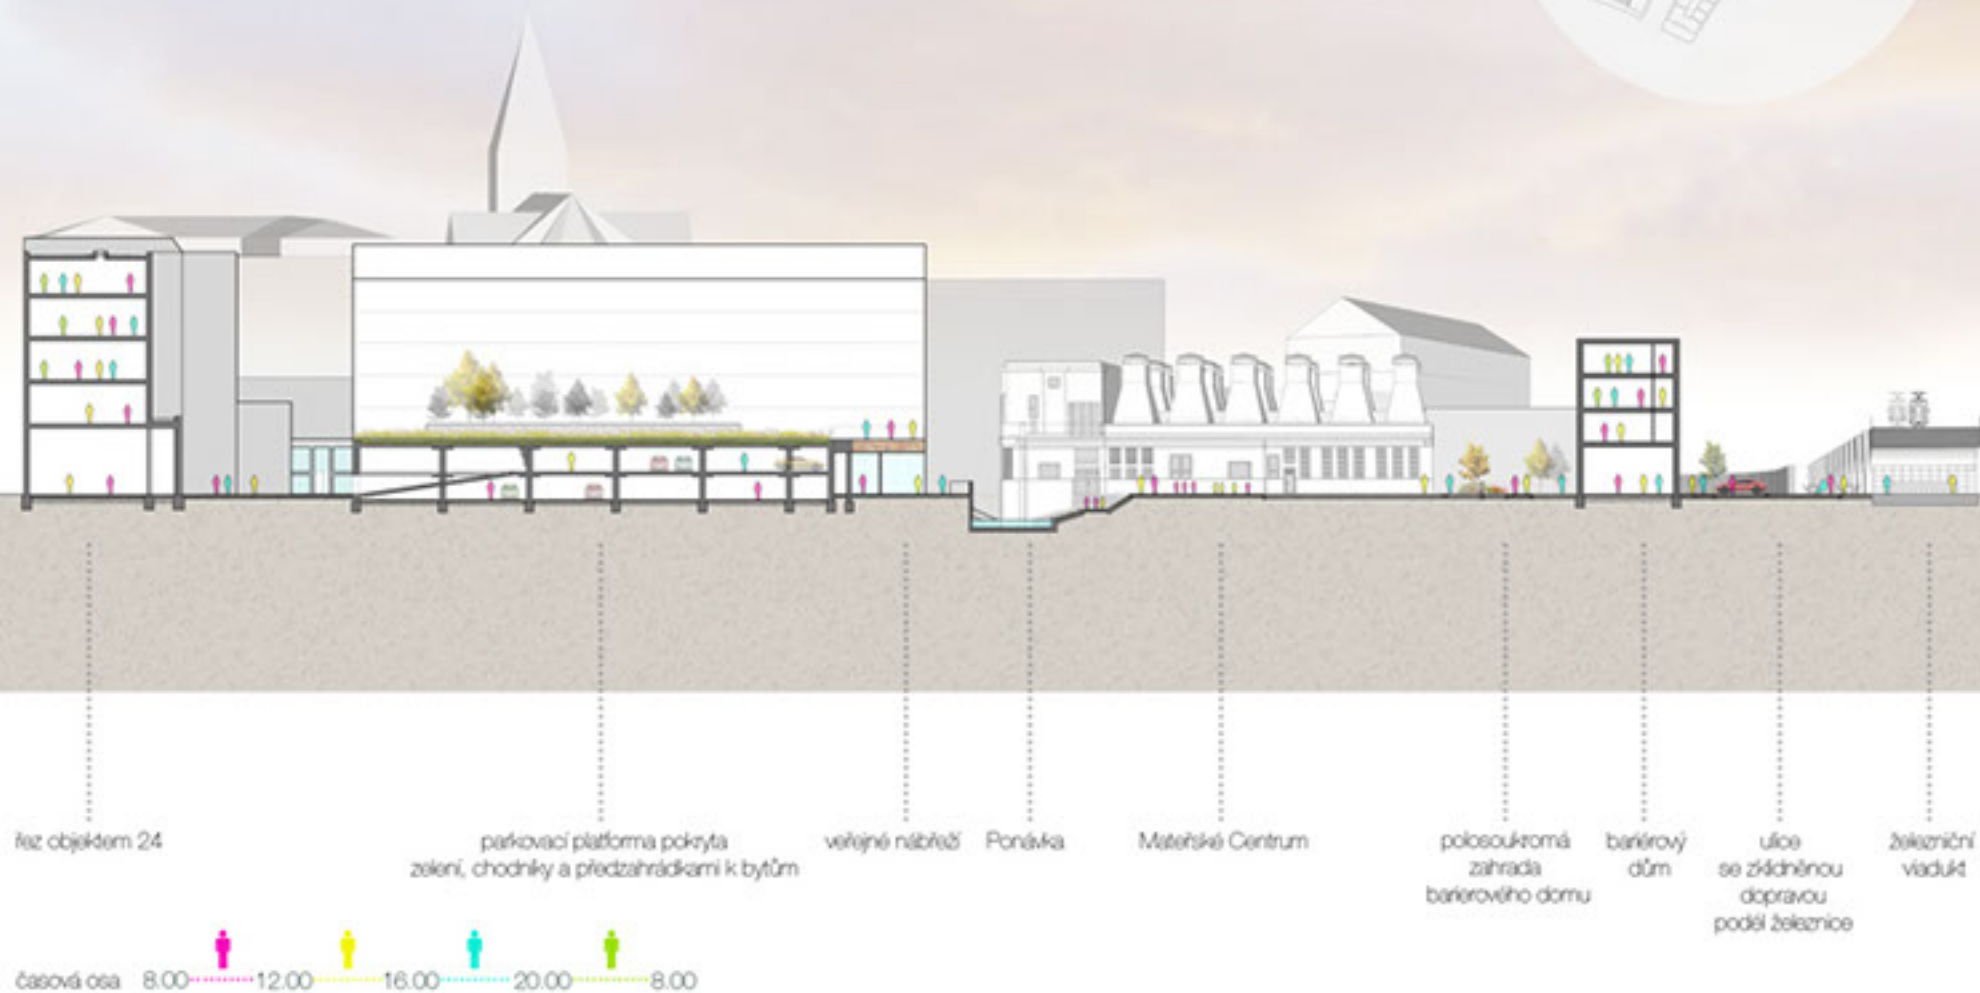 řez objektem 24
parkovací platforma pokryta
zelení, chodníky a předzahrádkami k bytům
veřejné nábřeží
Ponávka
Mateřské Centrum
polosoukromá
zahrada
bariérového domu
bariérový
dům
ulice
se zklidněnou
dopravou
podél železnice
železniční
viadukt
časová osa 8.00 12.00 16.00 20.00 8.00